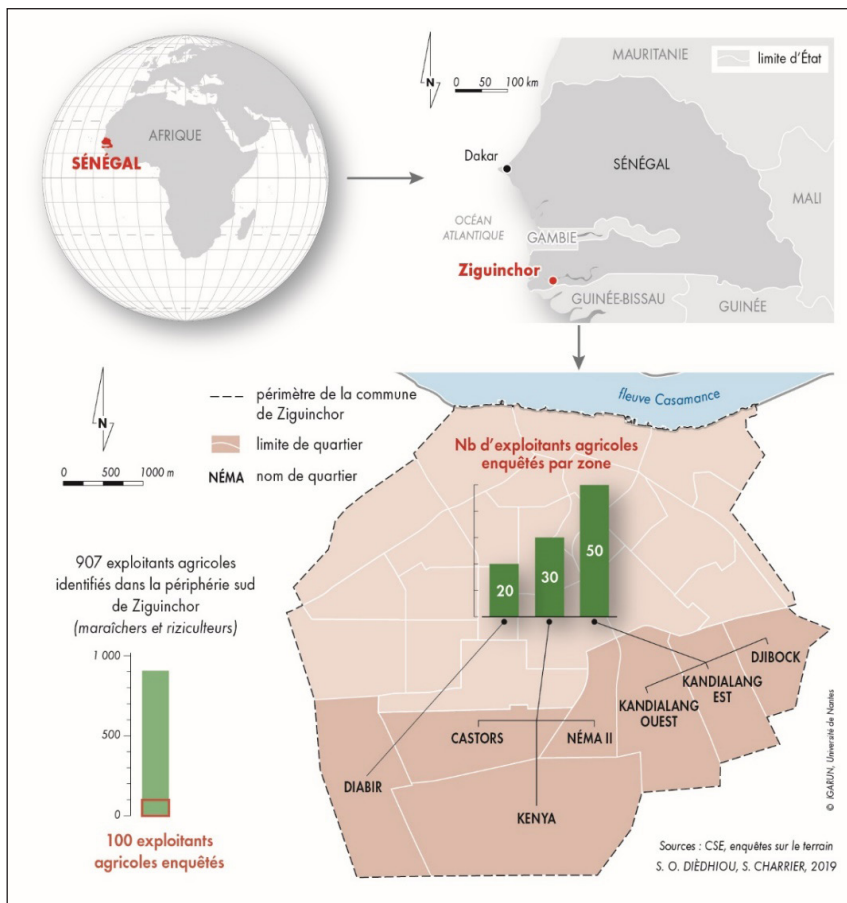 AFRIQUE
SÉNÉGAL
N
0 50 100 km
MAURITANIE
limite d'État
Dakar
SÉNÉGAL
MALI
OCÉAN
ATLANTIQUE
GAMBIE
Ziguinchor
GUINÉE-BISSAU
GUINÉE
N
0 500 1000 m
périmètre de la commune
de Ziguinchor
limite de quartier
NÉMA nom de quartier
fleuve Casamance
Nb d'exploitants agricoles
enquêtés par zone
20
30
50
907 exploitants agricoles
identifiés dans la périphérie sud
de Ziguinchor
(maraîchers et riziculteurs)
1 000
500
0
100 exploitants
agricoles enquêtés
DJIBOCK
KANDIALANG
EST
KANDIALANG
OUEST
CASTORS
NÉMA II
DIABIR
KENYA
© IGARUN, Université de Nantes
Sources : CSE, enquêtes sur le terrain
S. O. DIÈDHIOU, S. CHARRIER, 2019